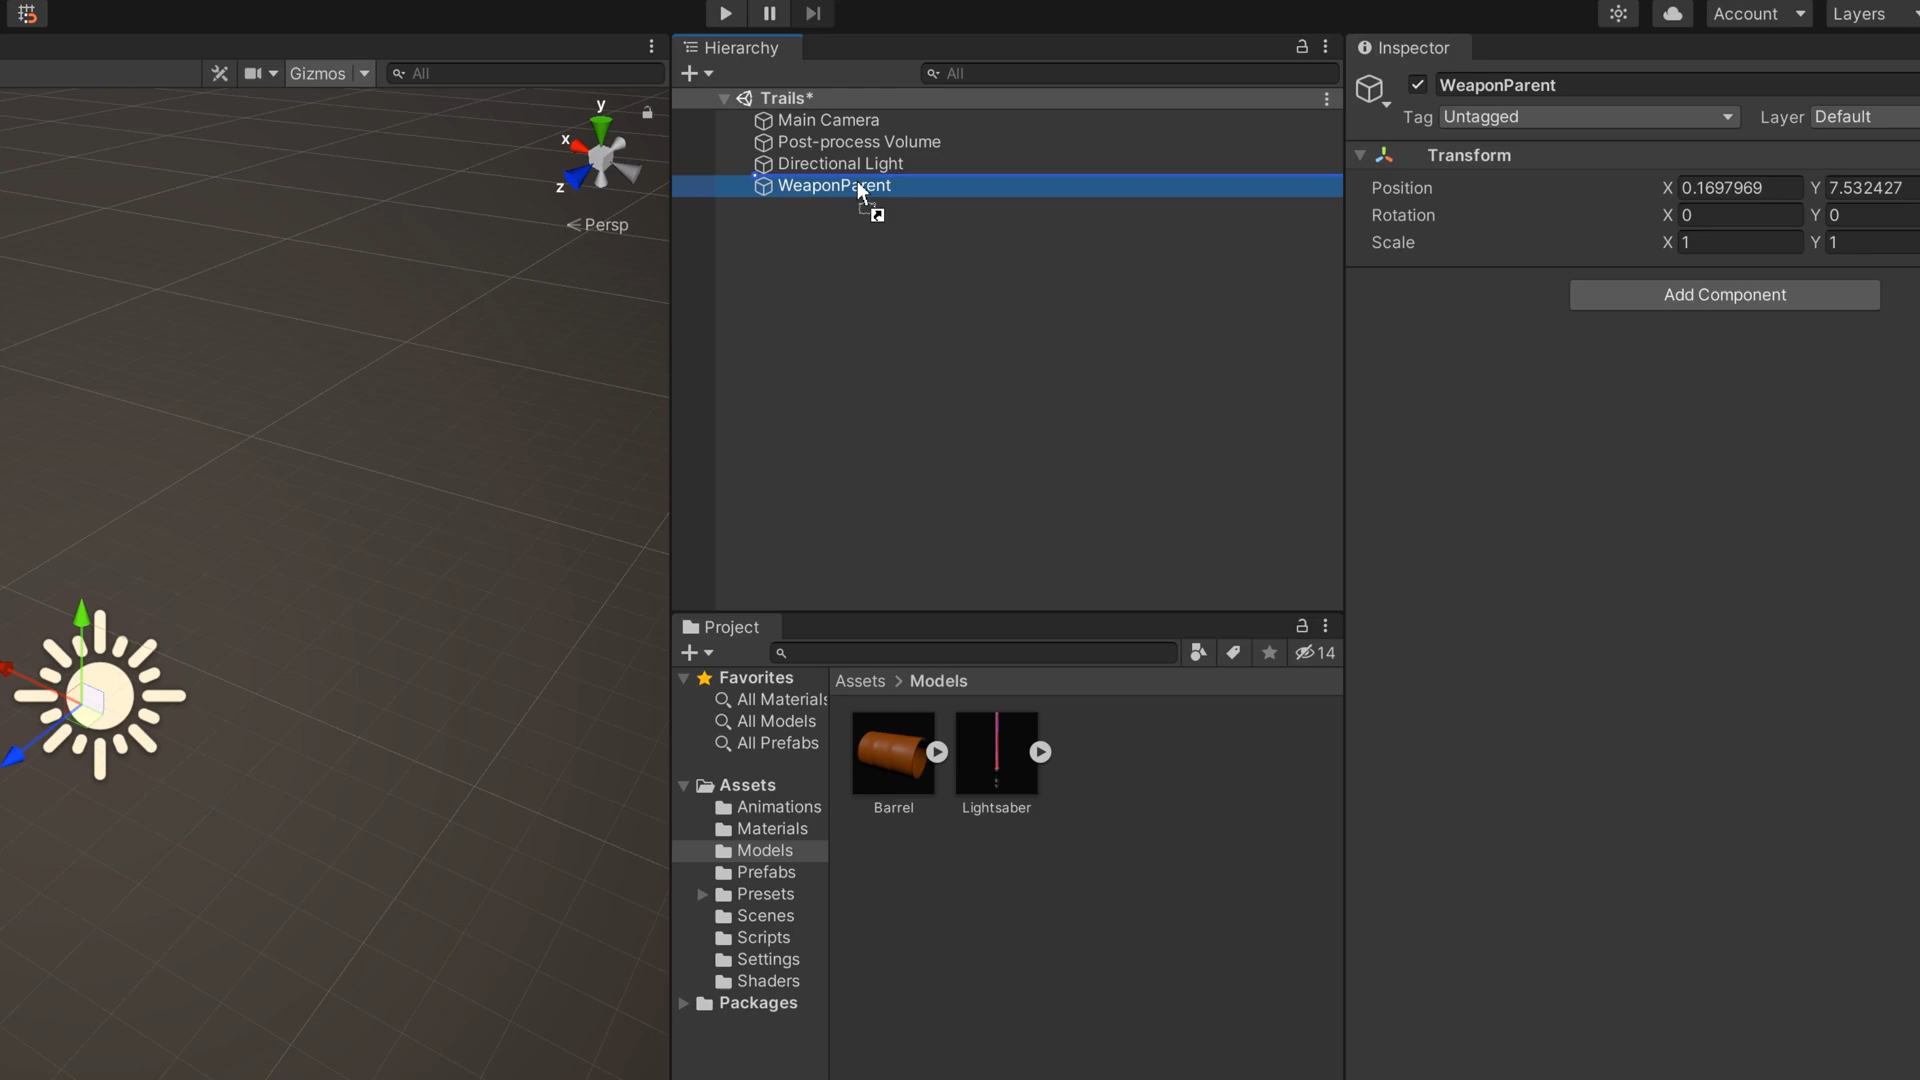 Account
Layers
Gizmos
All
y
x
z
Persp
Hierarchy
All
Trails*
Main Camera
Post-process Volume
Directional Light
WeaponParent
Inspector
WeaponParent
Tag Untagged Layer Default
Transform
Position X 0.1697969 Y 7.532427
Rotation X 0 Y 0
Scale X 1 Y 1
Add Component
Project
14
Favorites
All Materials
All Models
All Prefabs
Assets
Animations
Materials
Models
Prefabs
Presets
Scenes
Scripts
Settings
Shaders
Packages
Assets > Models
Barrel
Lightsaber